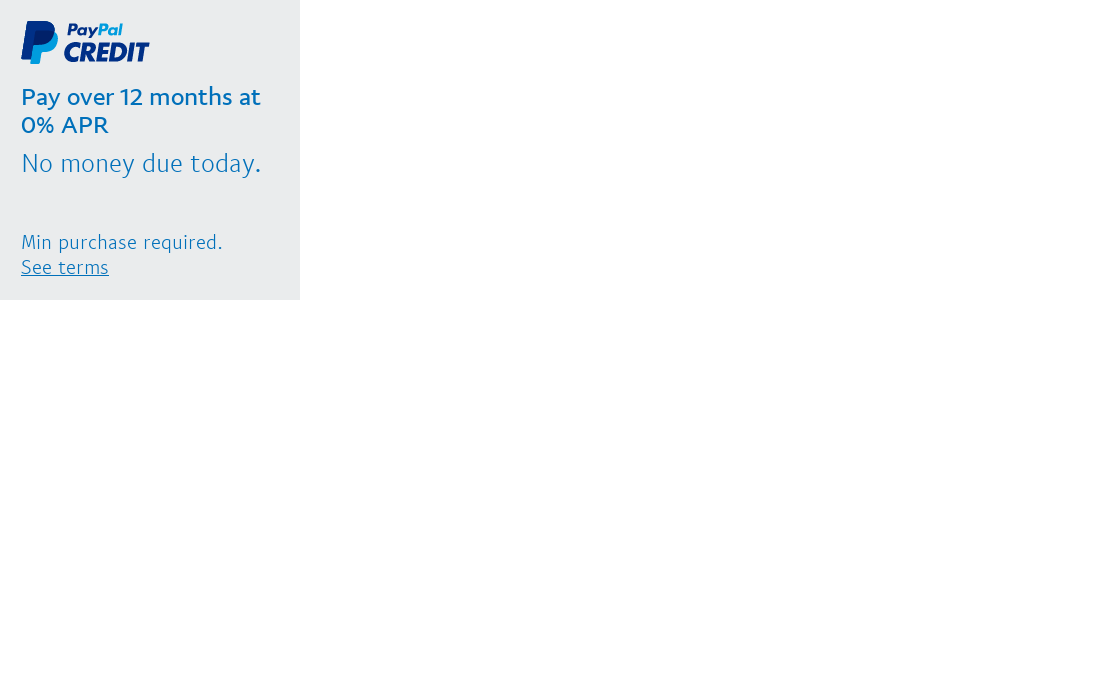 PayPal
CREDIT
Pay over 12 months at
0% APR
No money due today.
Min purchase required.
See terms